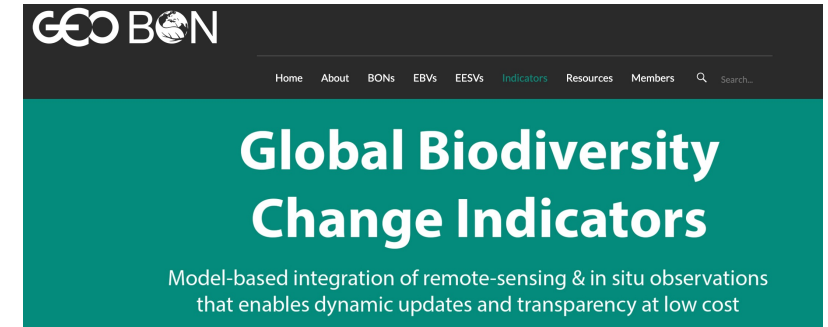 GEO BON
Home About BONs EBVs EESVs Indicators Resources Members Search...
Global Biodiversity
Change Indicators
Model-based integration of remote-sensing & in situ observations
that enables dynamic updates and transparency at low cost